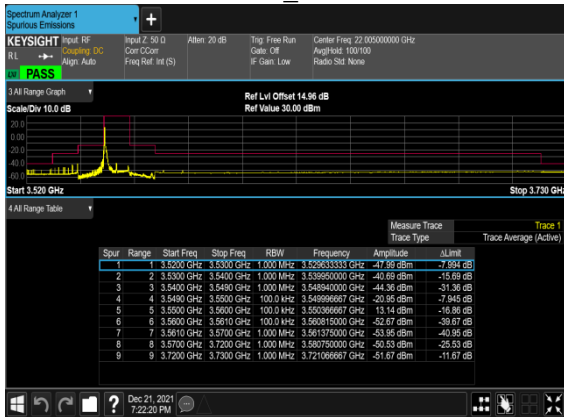 Spectrum Analyzer 1
Spurious Emissions
KEYSIGHT Input: RF Input Z: 50 Ω Atten: 20 dB Trig: Free Run Center Freq: 22.005000000 GHz
RL Coupling: DC Corr CCorr Gate: Off Avg|Hold: 100/100
Align: Auto Freq Ref: Int (S) IF Gain: Low Radio Std: None
PASS
3 All Range Graph
Ref Lvl Offset 14.96 dB
Scale/Div 10.0 dB Ref Value 30.00 dBm
20.0
0.00
-20.0
-40.0
-60.0
Start 3.520 GHz Stop 3.730 GHz
4 All Range Table
Measure Trace Trace 1
Trace Type Trace Average (Active)
Spur Range Start Freq Stop Freq RBW Frequency Amplitude ΔLimit
1 1 3.5200 GHz 3.5300 GHz 1.000 MHz 3.529633333 GHz -47.99 dBm -7.994 dB
2 2 3.5300 GHz 3.5400 GHz 1.000 MHz 3.539950000 GHz -40.69 dBm -15.69 dB
3 3 3.5400 GHz 3.5490 GHz 1.000 MHz 3.548940000 GHz -44.36 dBm -31.36 dB
4 4 3.5490 GHz 3.5500 GHz 100.0 kHz 3.549996667 GHz -20.95 dBm -7.945 dB
5 5 3.5500 GHz 3.5600 GHz 100.0 kHz 3.550366667 GHz 13.14 dBm -16.86 dB
6 6 3.5600 GHz 3.5610 GHz 100.0 kHz 3.560815000 GHz -52.67 dBm -39.67 dB
7 7 3.5610 GHz 3.5700 GHz 1.000 MHz 3.561375000 GHz -53.95 dBm -40.95 dB
8 8 3.5700 GHz 3.7200 GHz 1.000 MHz 3.580750000 GHz -50.53 dBm -25.53 dB
9 9 3.7200 GHz 3.7300 GHz 1.000 MHz 3.721066667 GHz -51.67 dBm -11.67 dB
Dec 21, 2021
7:22:20 PM